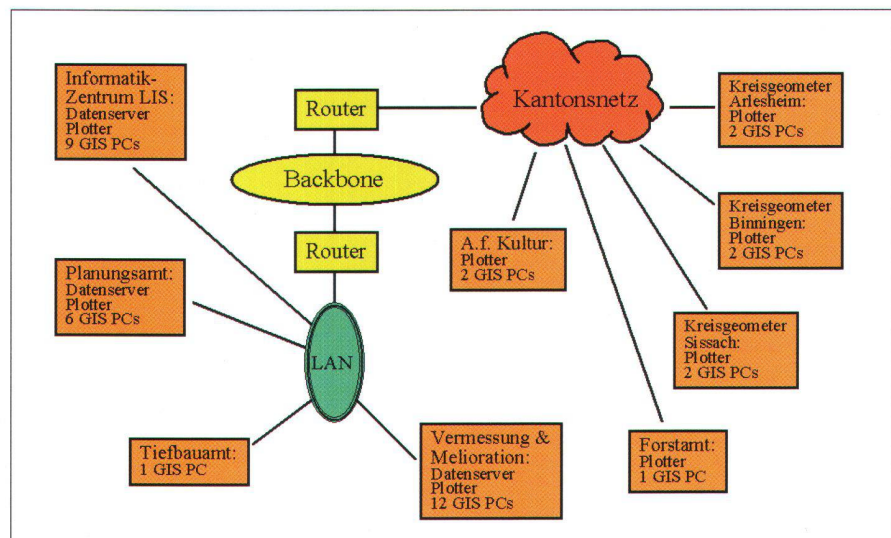 Informatik-
Zentrum LIS:
Datenserver
Plotter
9 GIS PCs
Router
Kantonsnetz
Kreisgeometer
Arlesheim:
Plotter
2 GIS PCs
Backbone
Kreisgeometer
Binningen:
Plotter
2 GIS PCs
Router
A.f. Kultur:
Plotter
2 GIS PCs
Planungsamt:
Datenserver
Plotter
6 GIS PCs
LAN
Kreisgeometer
Sissach:
Plotter
2 GIS PCs
Tiefbauamt:
1 GIS PC
Vermessung &
Melioration:
Datenserver
Plotter
12 GIS PCs
Forstamt:
Plotter
1 GIS PC